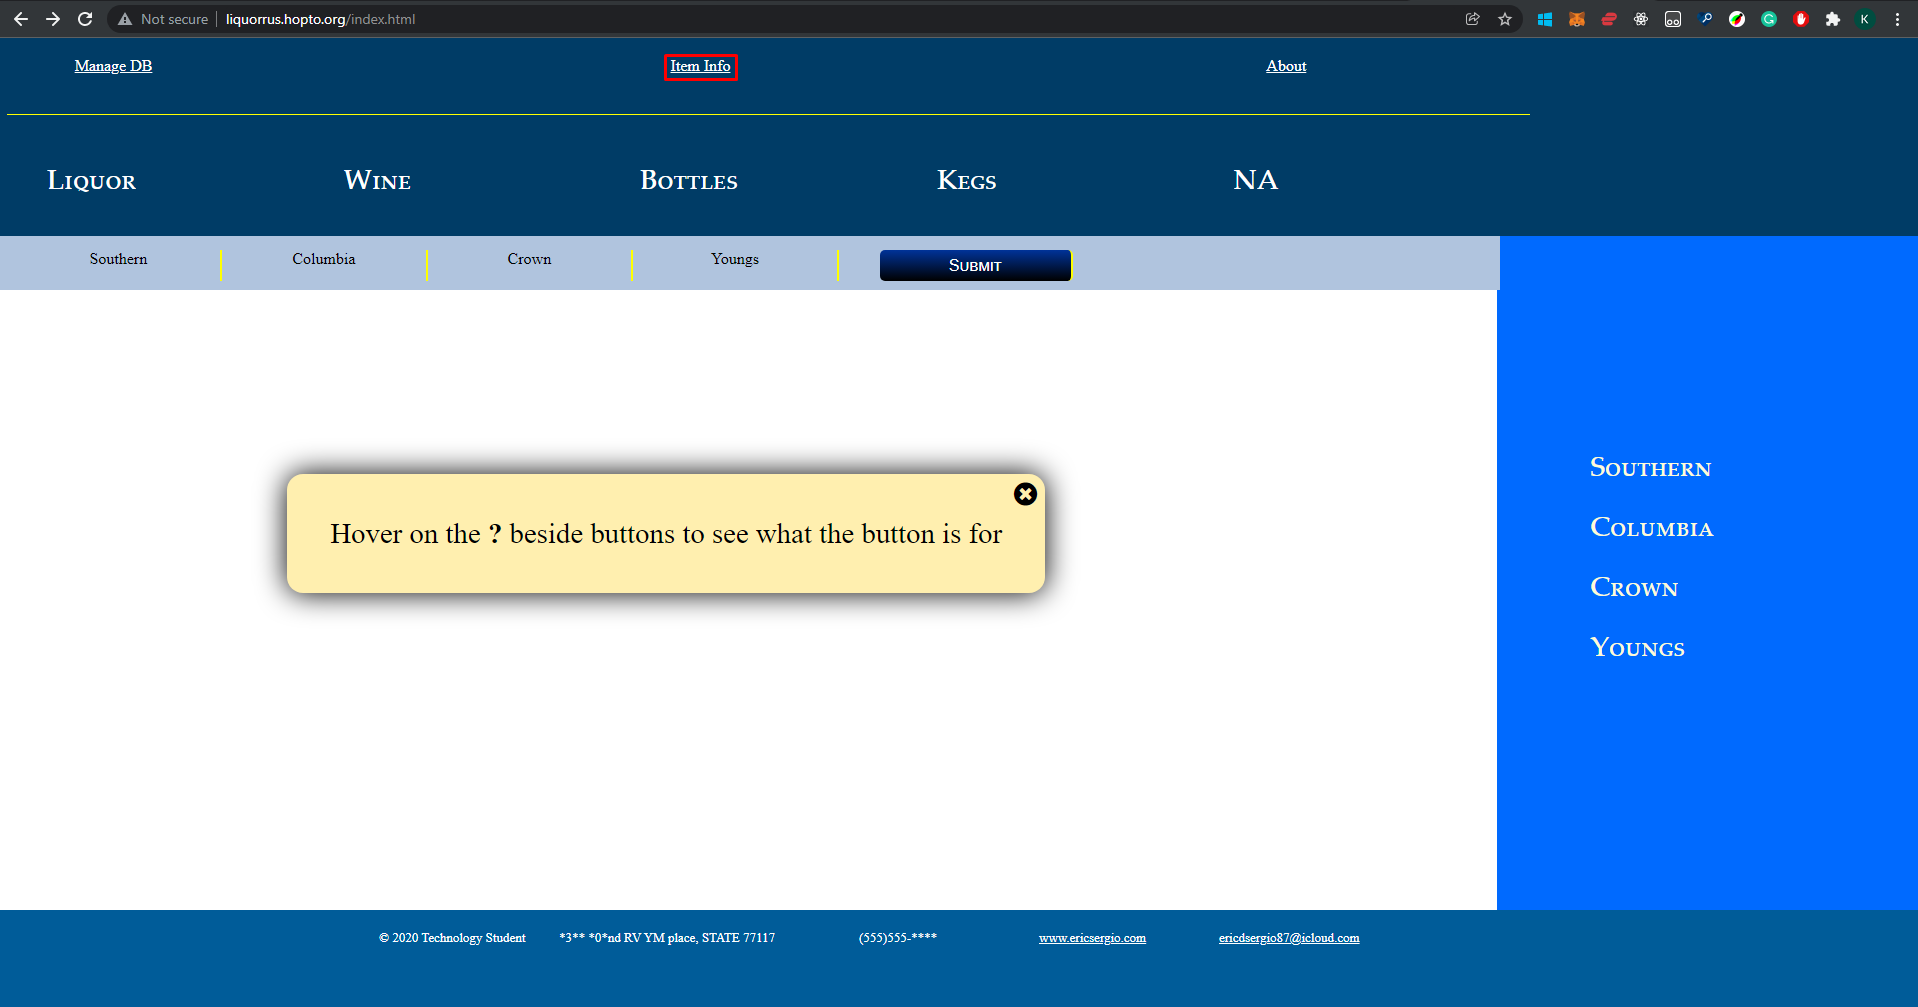 Not secure | liquorrus.hopto.org/index.html
K
Manage DB Item Info About
Liquor Wine Bottles Kegs NA
Southern Columbia Crown Youngs Submit
Hover on the ? beside buttons to see what the button is for
Southern
Columbia
Crown
Youngs
© 2020 Technology Student *3** *0*nd RV YM place, STATE 77117 (555)555-**** www.ericsergio.com ericdsergio87@icloud.com